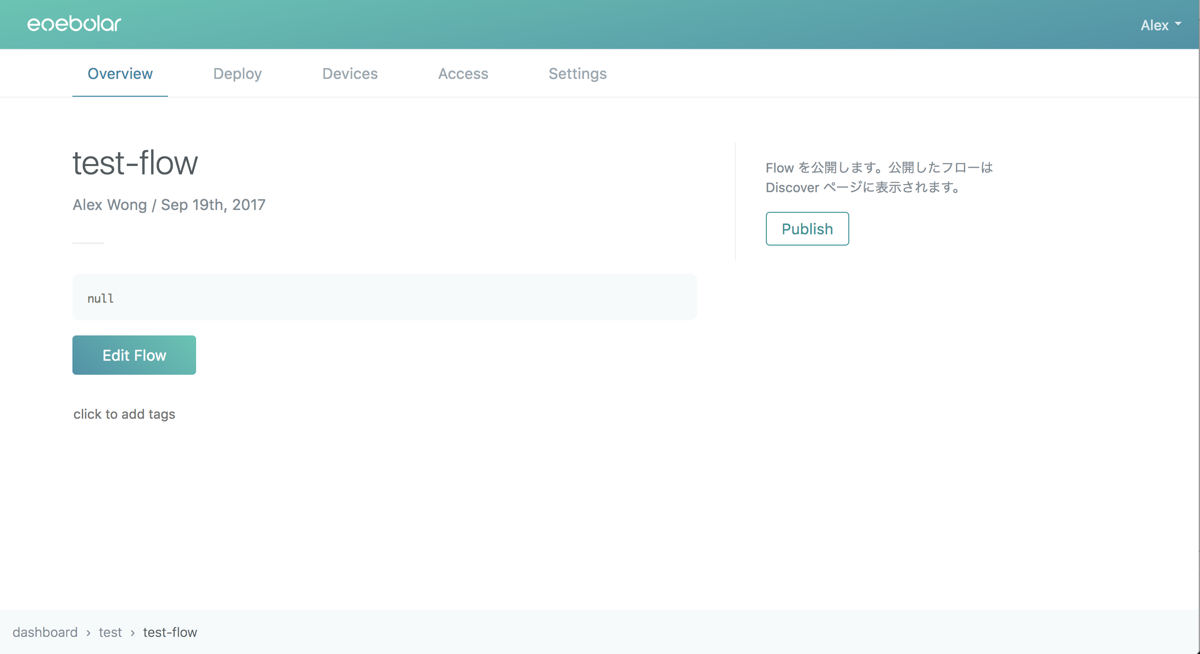 eoebolar
Alex
Overview Deploy Devices Access Settings
test-flow
Alex Wong / Sep 19th, 2017
null
Edit Flow
click to add tags
Flow を公開します。公開したフローは
Discover ページに表示されます。
Publish
dashboard › test › test-flow